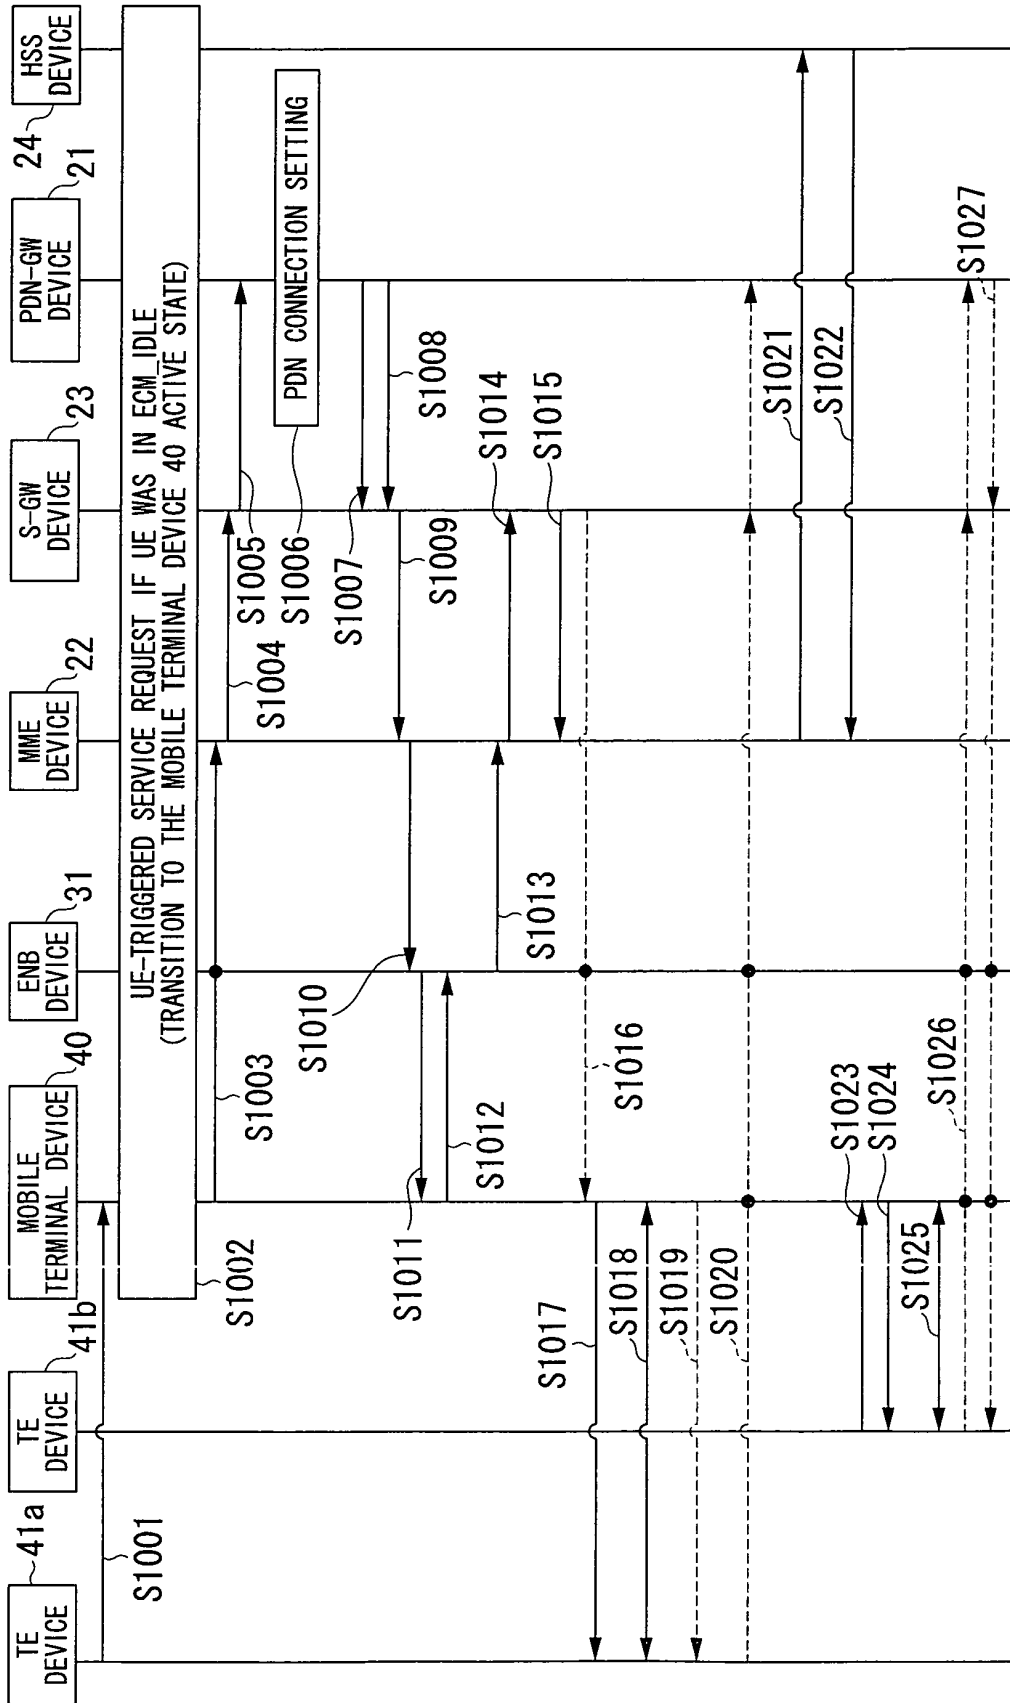 TE
DEVICE
41a
TE
DEVICE
41b
MOBILE
TERMINAL DEVICE
40
ENB
DEVICE
31
MME
DEVICE
22
S-GW
DEVICE
23
PDN-GW
DEVICE
21
HSS
DEVICE
24
S1001
UE-TRIGGERED SERVICE REQUEST IF UE WAS IN ECM_IDLE
(TRANSITION TO THE MOBILE TERMINAL DEVICE 40 ACTIVE STATE)
S1002
S1003
S1004
S1005
PDN CONNECTION SETTING
S1006
S1007
S1008
S1009
S1010
S1011
S1012
S1013
S1014
S1015
S1016
S1017
S1018
S1019
S1020
S1021
S1022
S1023
S1024
S1025
S1026
S1027